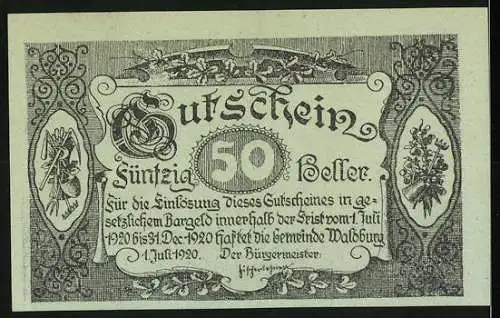 Gutschein
Fünfzig 50 Heller.
Für die Einlösung dieses Gutscheines in ge-
setzlichem Bargeld innerhalb der Frist vom 1. Juli
1920 bis 31. Dez. 1920 haftet die Gemeinde Waldburg
1. Juli 1920. Der Bürgermeister: